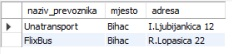 naziv_prevoznika mjesto adresa
Unatransport Bihac I.Ljubijankica 12
FlixBus Bihac R.Lopasica 22